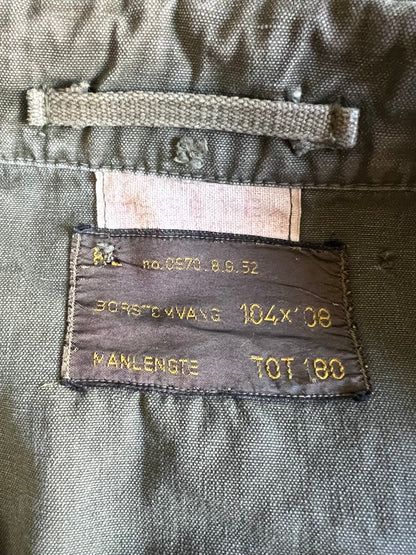 no. 0570.8.9.52
BORSTOMVANG 104x108
MANLENGTE TOT 180